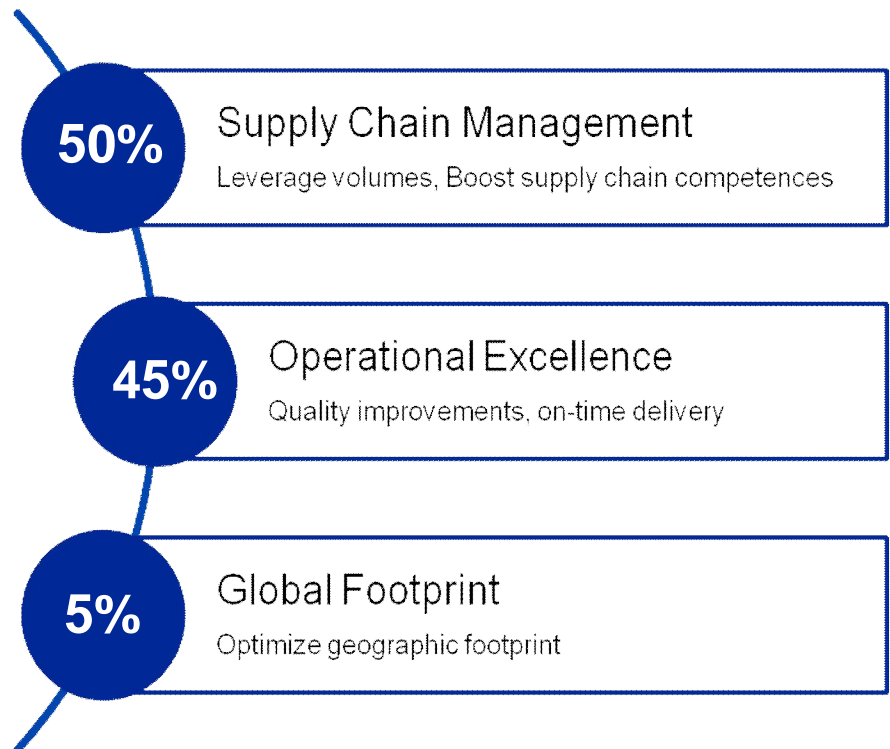 50%
Supply Chain Management
Leverage volumes, Boost supply chain competences
45%
Operational Excellence
Quality improvements, on-time delivery
5%
Global Footprint
Optimize geographic footprint